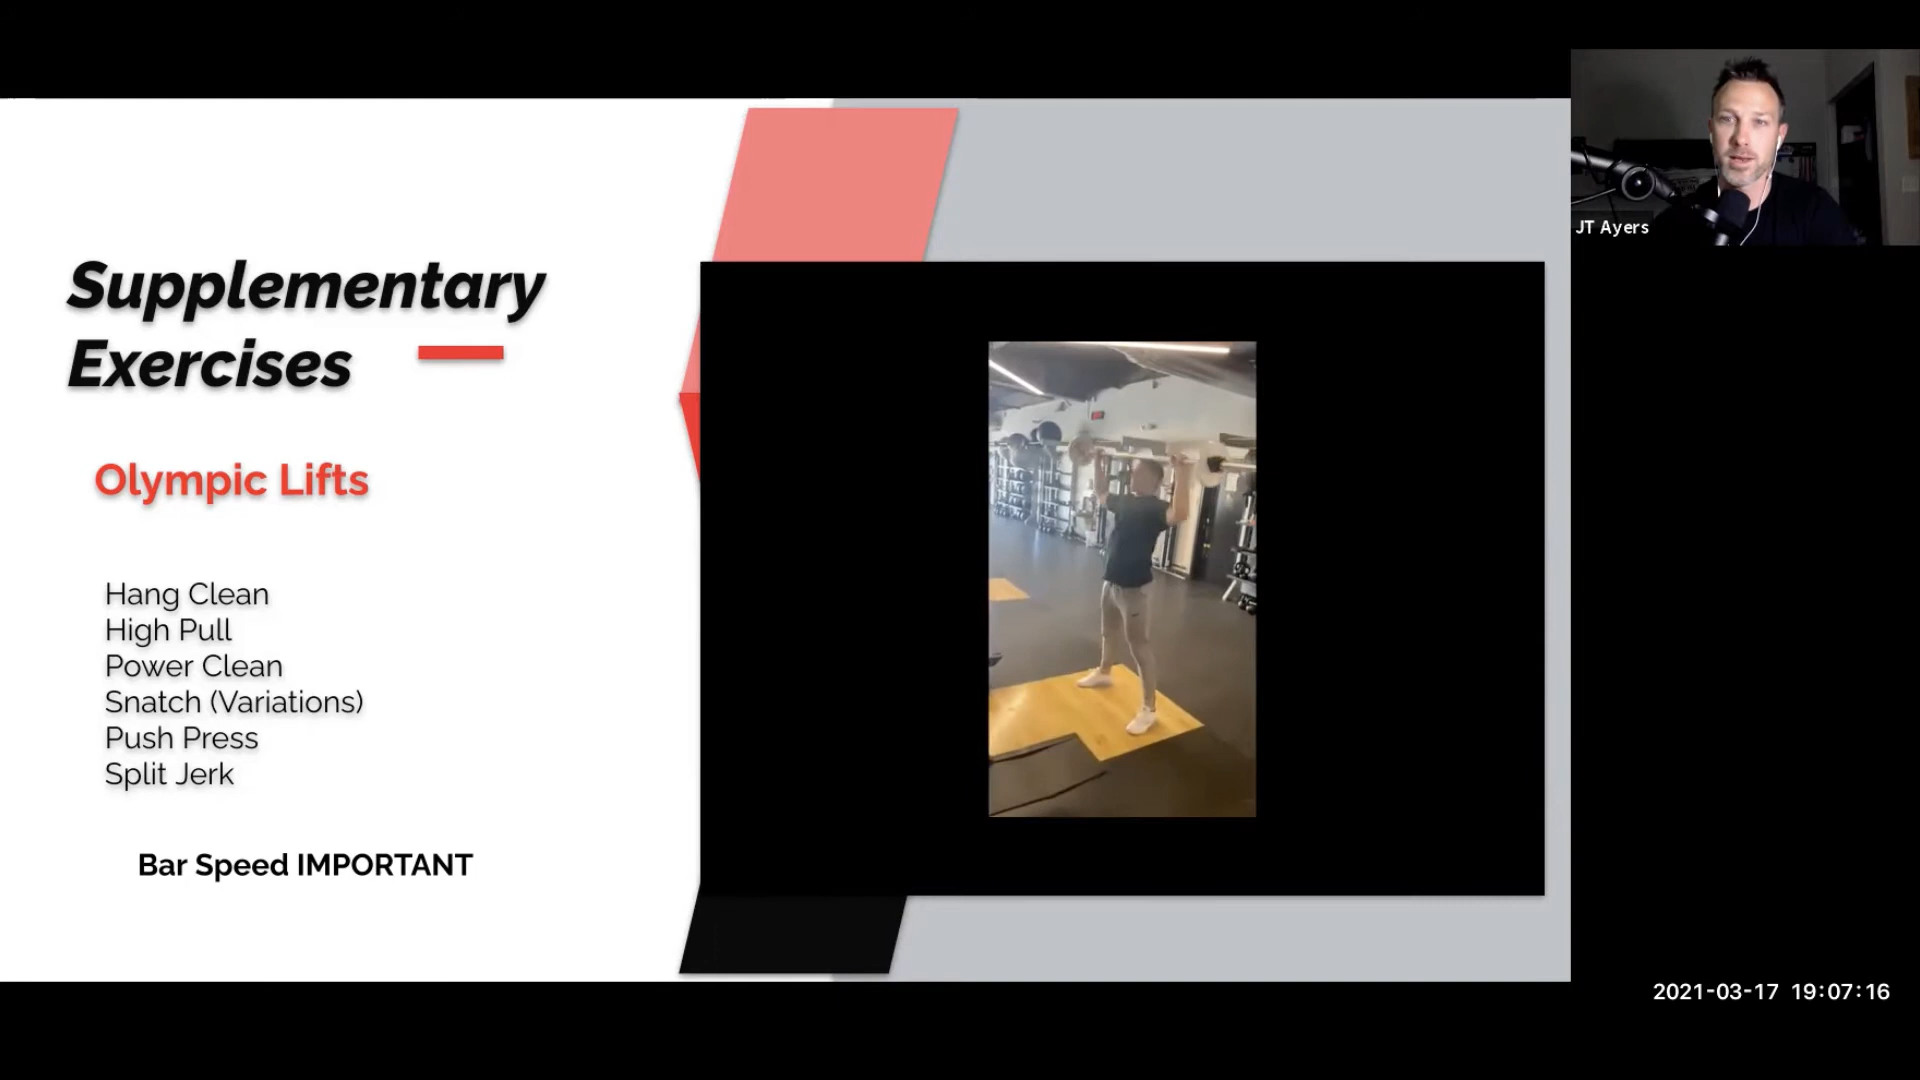 Supplementary
Exercises
Olympic Lifts
Hang Clean
High Pull
Power Clean
Snatch (Variations)
Push Press
Split Jerk
Bar Speed IMPORTANT
JT Ayers
2021-03-17 19:07:16